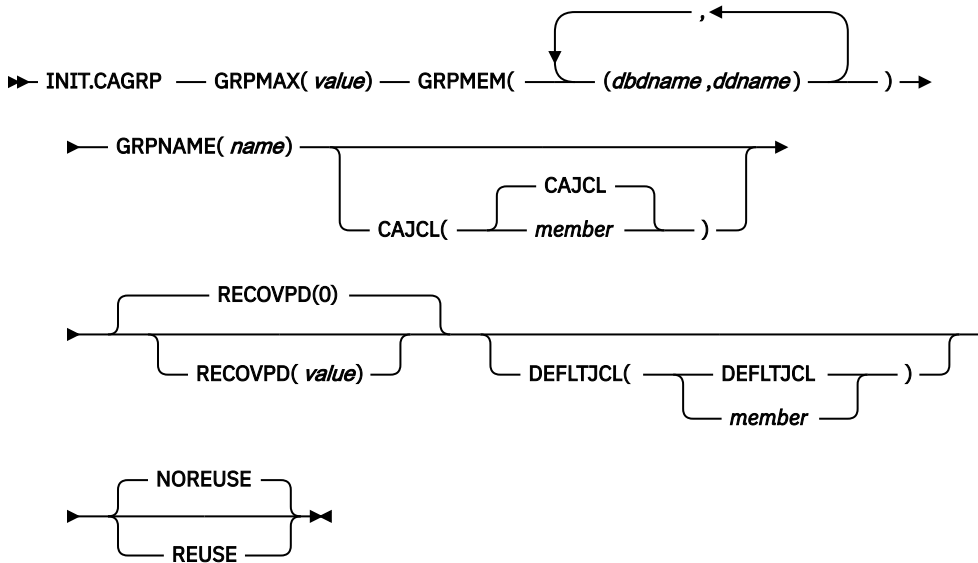 ,
INIT.CAGRP GRPMAX( value) GRPMEM( (dbdname ,ddname ) )
GRPNAME( name)
CAJCL
CAJCL( member )
RECOVPD(0)
RECOVPD( value)
DEFLTJCL( DEFLTJCL )
member
NOREUSE
REUSE